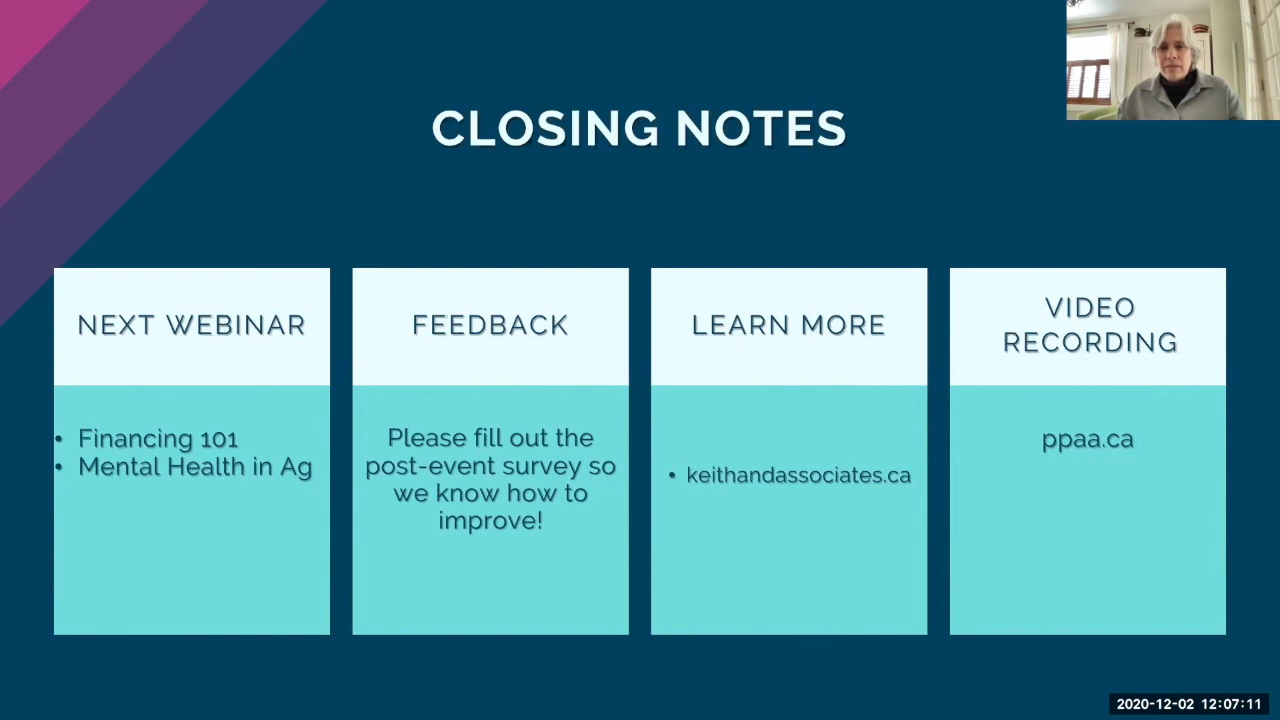 CLOSING NOTES
NEXT WEBINAR
• Financing 101
• Mental Health in Ag
FEEDBACK
Please fill out the
post-event survey so
we know how to
improve!
LEARN MORE
• keithandassociates.ca
VIDEO
RECORDING
ppaa.ca
2020-12-02 12:07:11